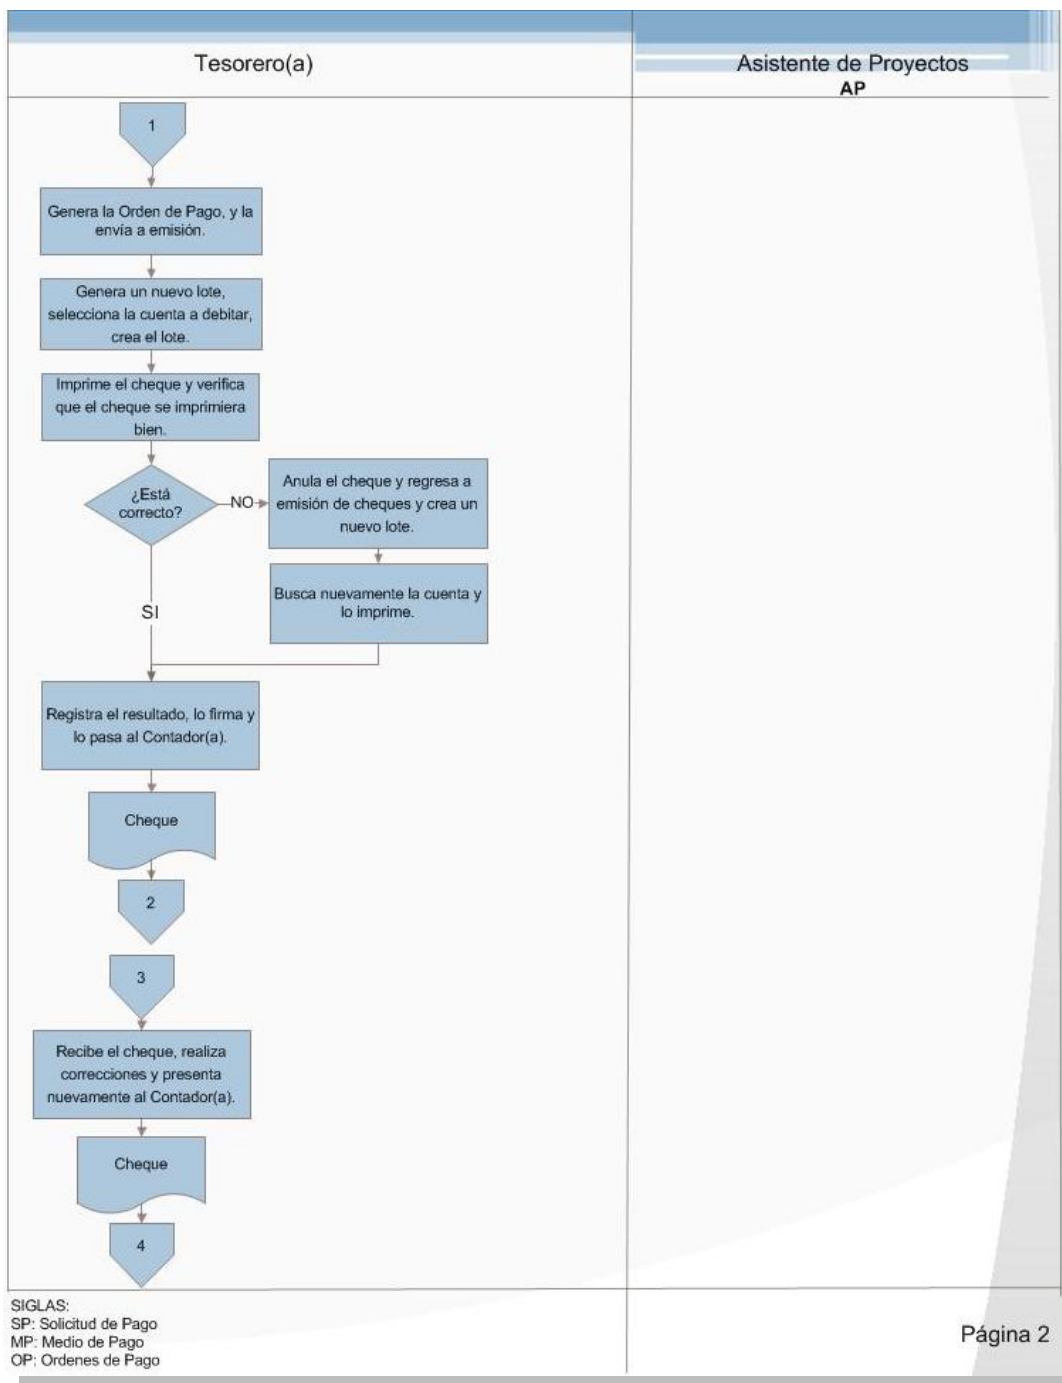 Tesorero(a)
Asistente de Proyectos
AP
1
Genera la Orden de Pago, y la
envía a emisión.
Genera un nuevo lote,
selecciona la cuenta a debitar,
crea el lote.
Imprime el cheque y verifica
que el cheque se imprimiera
bien.
¿Está
correcto?
NO
Anula el cheque y regresa a
emisión de cheques y crea un
nuevo lote.
Busca nuevamente la cuenta y
lo imprime.
SI
Registra el resultado, lo firma y
lo pasa al Contador(a).
Cheque
2
3
Recibe el cheque, realiza
correcciones y presenta
nuevamente al Contador(a).
Cheque
4
SIGLAS:
SP: Solicitud de Pago
MP: Medio de Pago
OP: Ordenes de Pago
Página 2